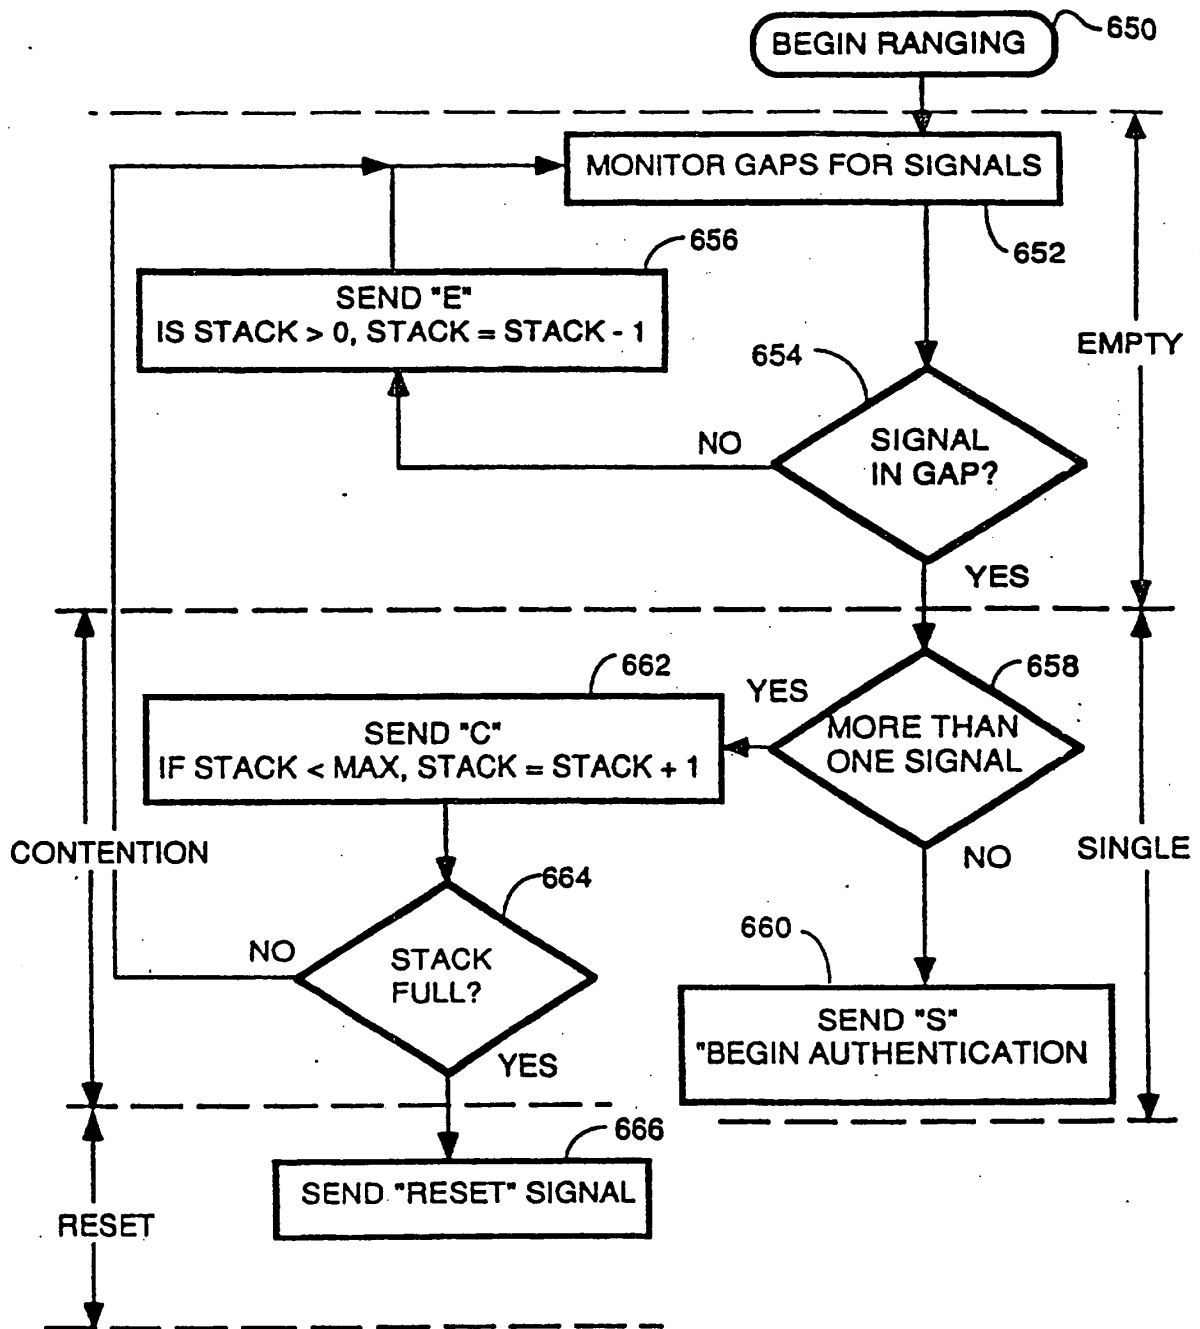 BEGIN RANGING
650
MONITOR GAPS FOR SIGNALS
652
656
SEND "E"
IS STACK > 0, STACK = STACK - 1
EMPTY
654
SIGNAL
IN GAP?
NO
YES
662
658
YES
MORE THAN
ONE SIGNAL
SEND "C"
IF STACK < MAX, STACK = STACK + 1
CONTENTION
NO
SINGLE
664
STACK
FULL?
NO
YES
660
SEND "S"
"BEGIN AUTHENTICATION
666
SEND "RESET" SIGNAL
RESET